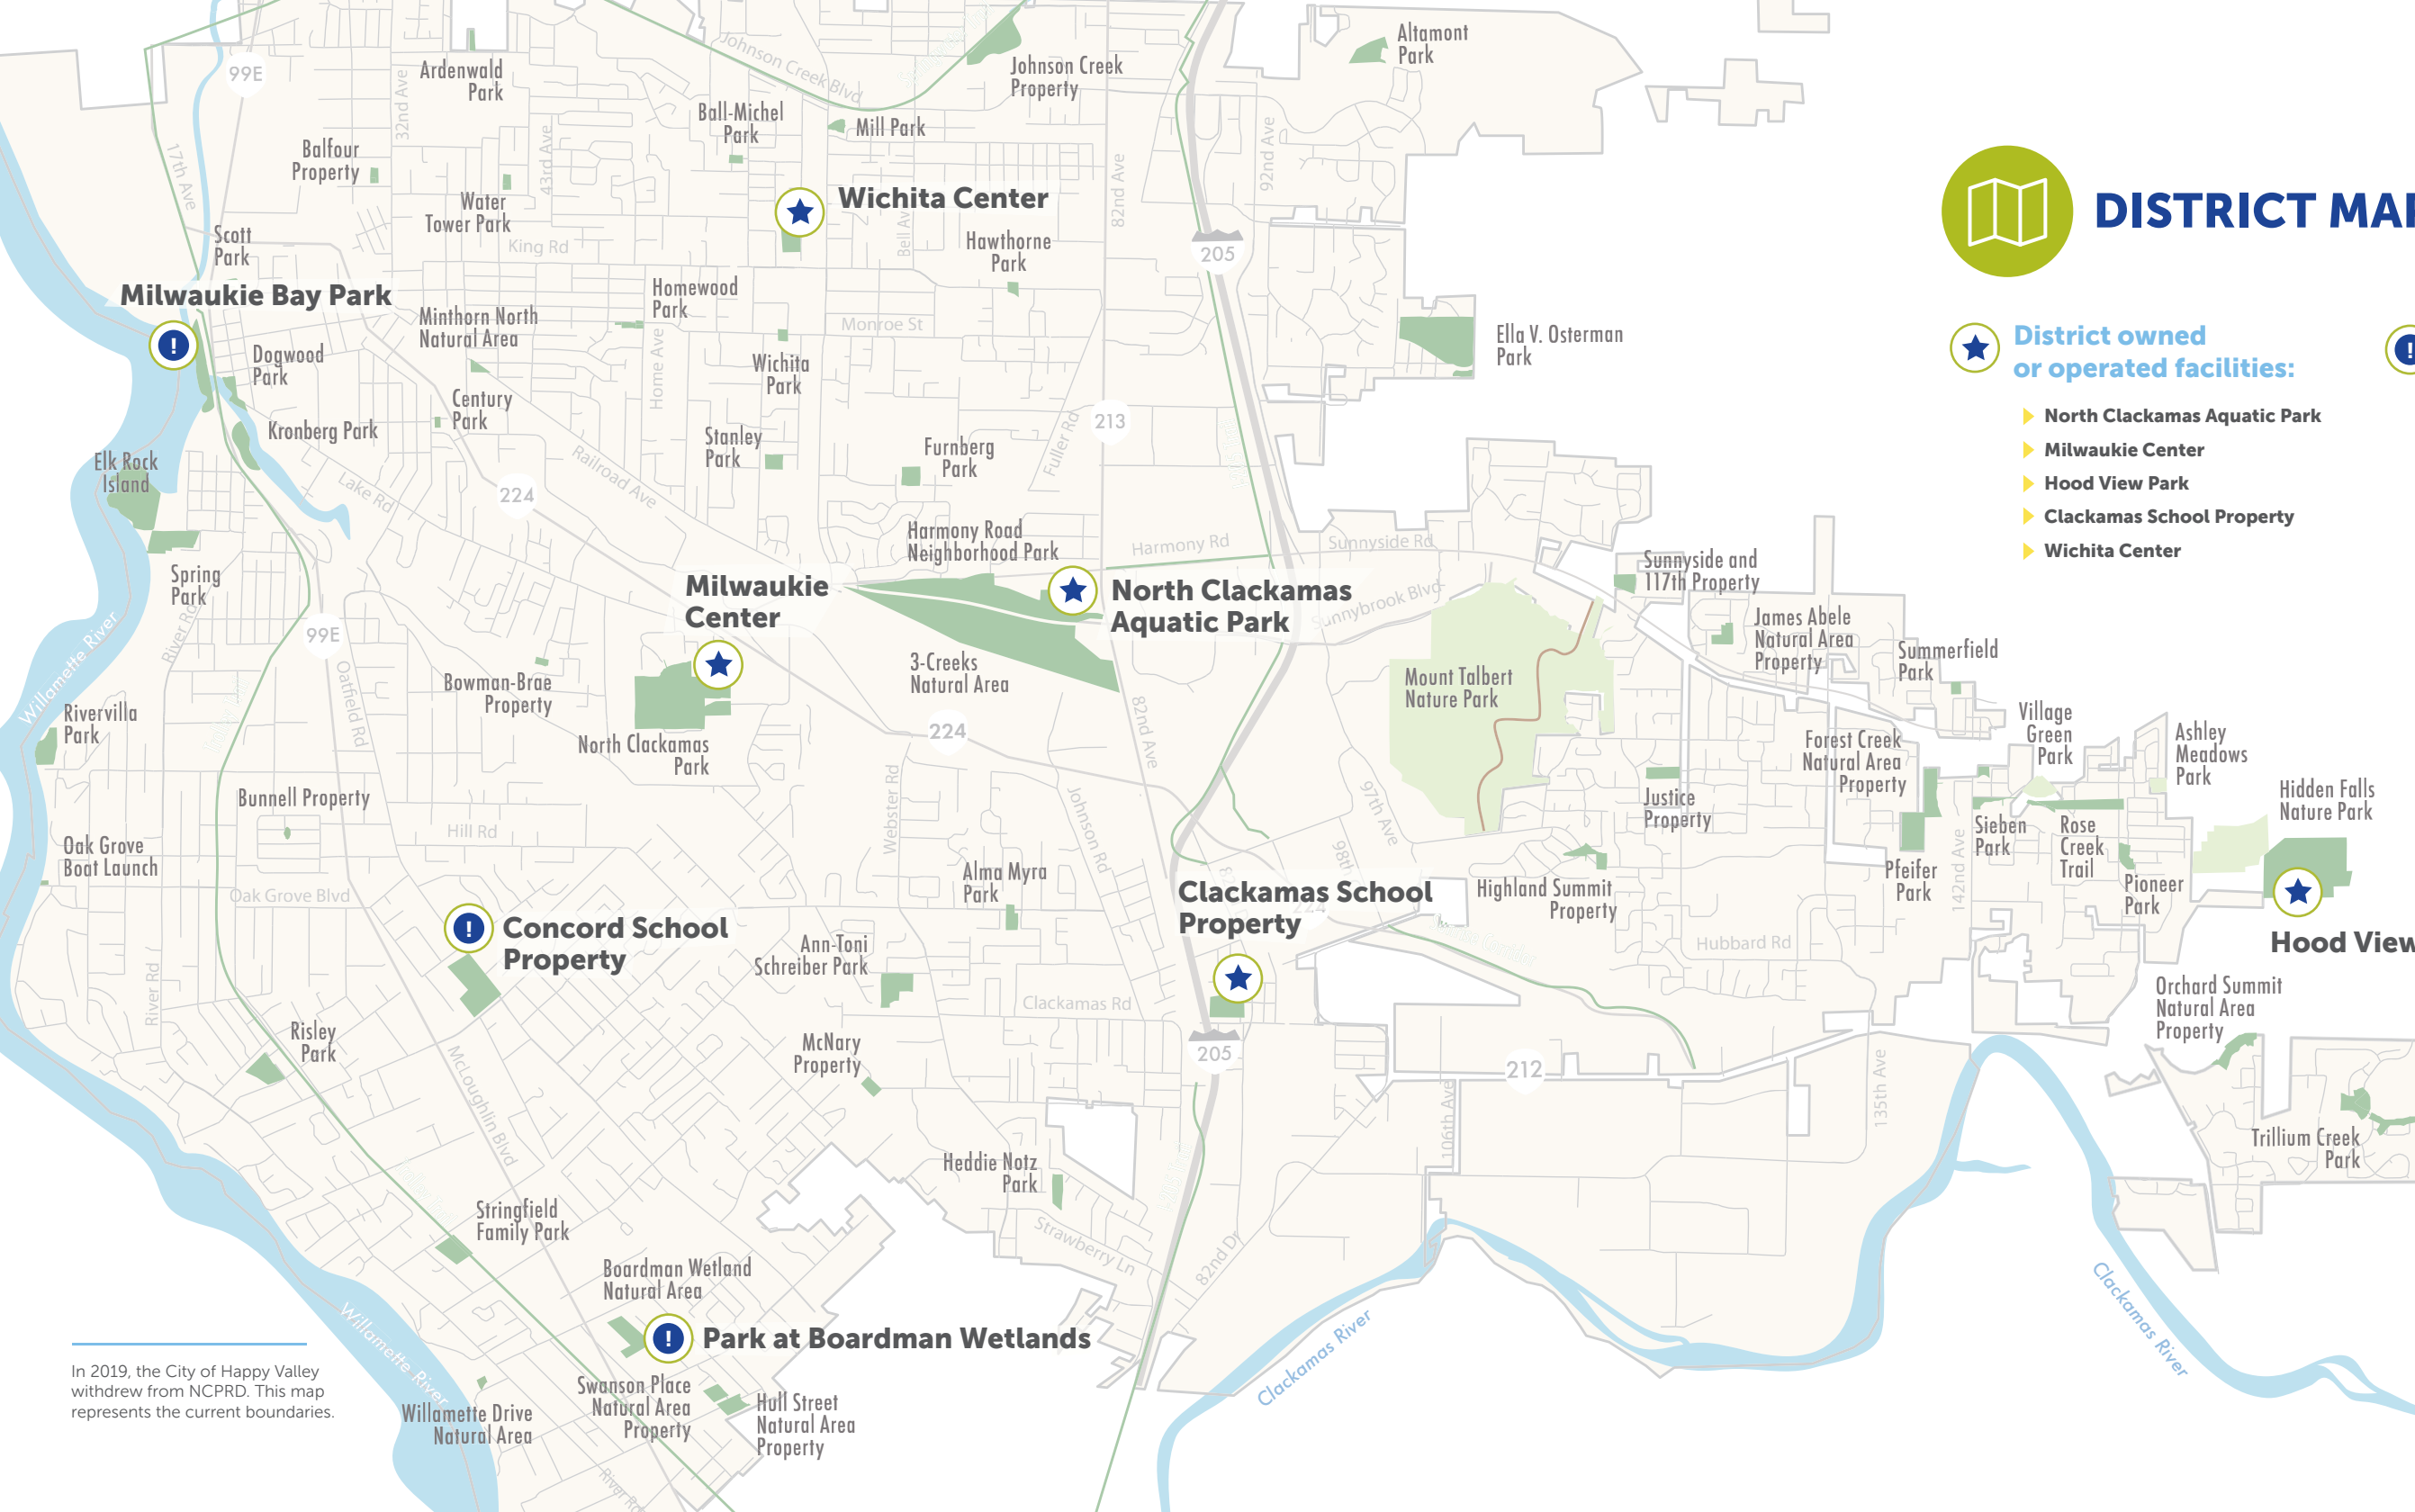 DISTRICT MAP
District owned
or operated facilities:
North Clackamas Aquatic Park
Milwaukie Center
Hood View Park
Clackamas School Property
Wichita Center
!
Altamont
Park
Ardenwald
Park
Johnson Creek
Property
Johnson Creek Blvd
99E
32nd Ave
43rd Ave
17th Ave
Ball-Michel
Park
Mill Park
Balfour
Property
Water
Tower Park
King Rd
Wichita Center
Bell Av
82nd Ave
92nd Ave
205
Hawthorne
Park
Scott
Park
Milwaukie Bay Park
!
Minthorn North
Natural Area
Homewood
Park
Monroe St
Home Ave
Ella V. Osterman
Park
Dogwood
Park
Wichita
Park
Century
Park
Kronberg Park
Stanley
Park
Furnberg
Park
Fuller Rd
213
Elk Rock
Island
Lake Rd
224
Railroad Ave
Harmony Road
Neighborhood Park
Harmony Rd
Sunnyside Rd
Sunnyside and
117th Property
Spring
Park
River Rd
Willamette River
99E
Oatfield Rd
Milwaukie
Center
North Clackamas
Aquatic Park
Sunnybrook Blvd
James Abele
Natural Area
Property
Summerfield
Park
3-Creeks
Natural Area
Mount Talbert
Nature Park
Bowman-Brae
Property
North Clackamas
Park
224
82nd Ave
Rivervilla
Park
Village
Green
Park
Ashley
Meadows
Park
Forest Creek
Natural Area
Property
Hidden Falls
Nature Park
Bunnell Property
Hill Rd
Webster Rd
Johnson Rd
97th Ave
98th
Justice
Property
Sieben
Park
Rose
Creek
Trail
Oak Grove
Boat Launch
Oak Grove Blvd
Alma Myra
Park
Clackamas School
Property
224
Highland Summit
Property
Pfeifer
Park
142nd Ave
Pioneer
Park
Hood View
!
Concord School
Property
Ann-Toni
Schreiber Park
Hubbard Rd
Clackamas Rd
Orchard Summit
Natural Area
Property
River Rd
Risley
Park
McNary
Property
205
212
106th Ave
135th Ave
McLoughlin Blvd
Trillium Creek
Park
Heddie Notz
Park
Strawberry Ln
82nd Dr
Stringfield
Family Park
Boardman Wetland
Natural Area
!
Park at Boardman Wetlands
Clackamas River
Clackamas River
Willamette River
In 2019, the City of Happy Valley
withdrew from NCPRD. This map
represents the current boundaries.
Swanson Place
Natural Area
Property
Hull Street
Natural Area
Property
Willamette Drive
Natural Area
River Rd